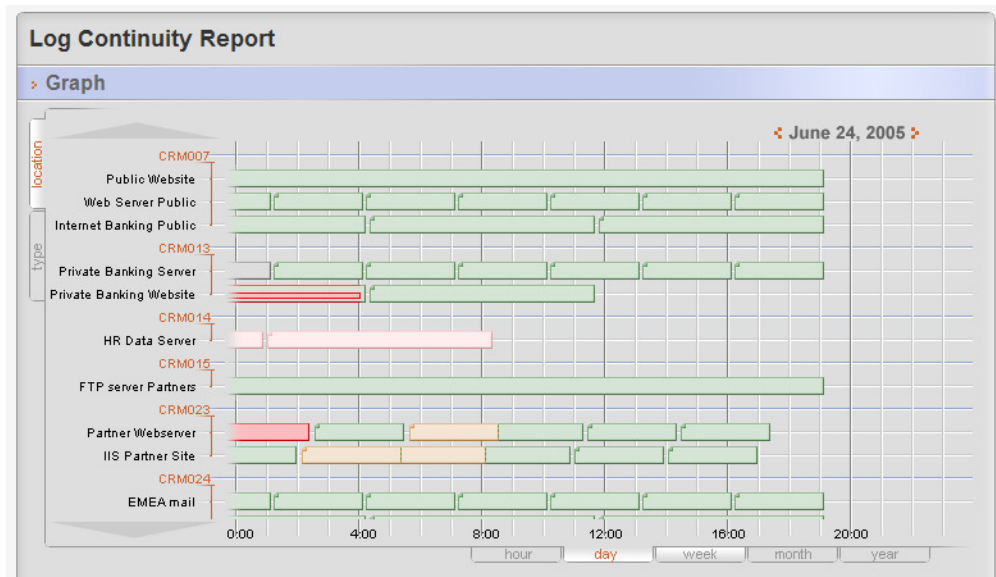 Log Continuity Report
Graph
June 24, 2005
location
type
CRM007
Public Website
Web Server Public
Internet Banking Public
CRM013
Private Banking Server
Private Banking Website
CRM014
HR Data Server
CRM015
FTP server Partners
CRM023
Partner Webserver
IIS Partner Site
CRM024
EMEA mail
0:00 4:00 8:00 12:00 16:00 20:00
hour day week month year